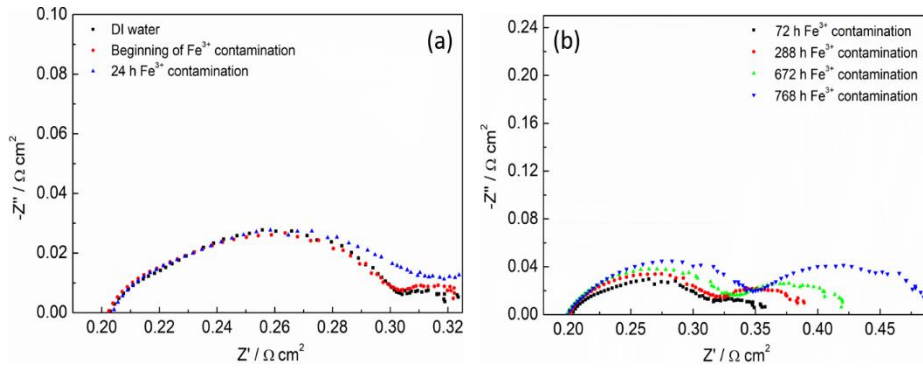 (a)
DI water
Beginning of Fe³⁺ contamination
24 h Fe³⁺ contamination
0.10
0.08
0.06
0.04
0.02
0.00
-Z'' / Ω cm²
0.20 0.22 0.24 0.26 0.28 0.30 0.32
Z' / Ω cm²
(b)
72 h Fe³⁺ contamination
288 h Fe³⁺ contamination
672 h Fe³⁺ contamination
768 h Fe³⁺ contamination
0.24
0.20
0.16
0.12
0.08
0.04
0.00
-Z'' / Ω cm²
0.20 0.25 0.30 0.35 0.40 0.45
Z' / Ω cm²